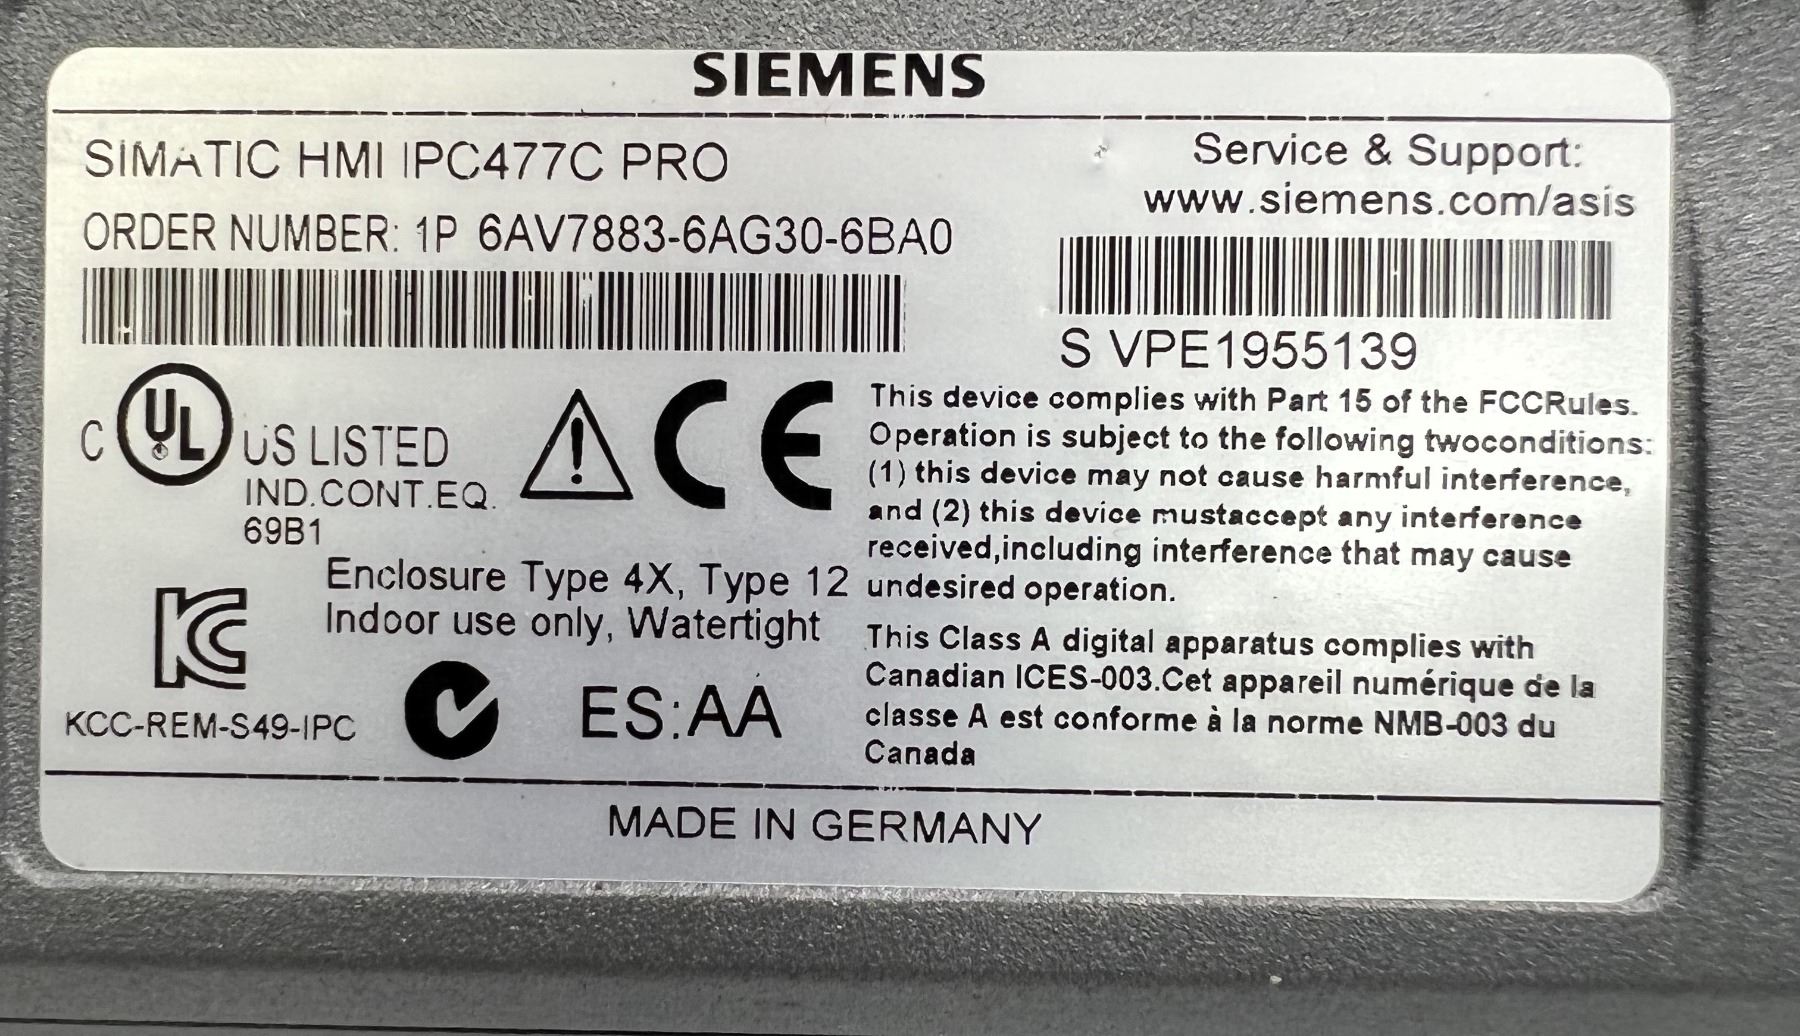 SIEMENS
SIMATIC HMI IPC477C PRO
ORDER NUMBER: 1P 6AV7883-6AG30-6BA0
Service & Support:
www.siemens.com/asis
S VPE1955139
C UL US LISTED
IND.CONT.EQ.
69B1
CE
Enclosure Type 4X, Type 12
Indoor use only, Watertight
KC
KCC-REM-S49-IPC
ES:AA
This device complies with Part 15 of the FCCRules.
Operation is subject to the following twoconditions:
(1) this device may not cause harmful interference,
and (2) this device mustaccept any interference
received,including interference that may cause
undesired operation.
This Class A digital apparatus complies with
Canadian ICES-003.Cet appareil numérique de la
classe A est conforme à la norme NMB-003 du
Canada
MADE IN GERMANY